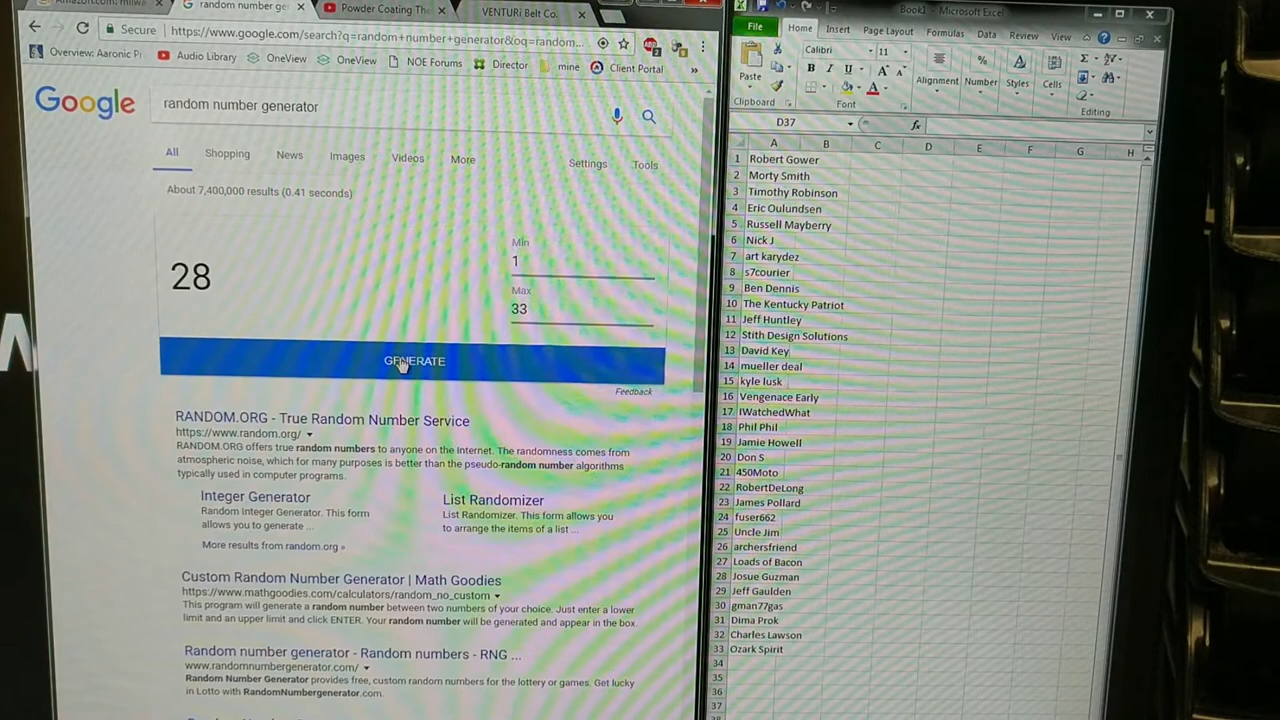 random number ge
Powder Coating The
VENTURi Belt Co.
Secure
https://www.google.com/search?q=random+number+generator&oq=random...
Overview: Aaronic Pr
Audio Library
OneView
OneView
NOE Forums
Director
mine
Client Portal
»
Google
random number generator
All
Shopping
News
Images
Videos
More
Settings
Tools
About 7,400,000 results (0.41 seconds)
28
Min
1
Max
33
GENERATE
Feedback
RANDOM.ORG - True Random Number Service
https://www.random.org/
RANDOM.ORG offers true random numbers to anyone on the Internet. The randomness comes from
atmospheric noise, which for many purposes is better than the pseudo-random number algorithms
typically used in computer programs.
Integer Generator
Random Integer Generator. This form
allows you to generate ...
List Randomizer
List Randomizer. This form allows you
to arrange the items of a list ...
More results from random.org »
Custom Random Number Generator | Math Goodies
https://www.mathgoodies.com/calculators/random_no_custom
This program will generate a random number between two numbers of your choice. Just enter a lower
limit and an upper limit and click ENTER. Your random number will be generated and appear in the box.
Random number generator - Random numbers - RNG ...
www.randomnumbergenerator.com/
Random Number Generator provides free, custom random numbers for the lottery or games. Get lucky
in Lotto with RandomNumbergenerator.com.
Book1 - Microsoft Excel
File
Home
Insert
Page Layout
Formulas
Data
Review
View
Paste
Clipboard
Calibri
11
B I U
Font
Alignment
Number
Styles
Cells
Editing
D37
fx
A B C D E F G H
1 Robert Gower
2 Morty Smith
3 Timothy Robinson
4 Eric Oulundsen
5 Russell Mayberry
6 Nick J
7 art karydez
8 s7courier
9 Ben Dennis
10 The Kentucky Patriot
11 Jeff Huntley
12 Stith Design Solutions
13 David Key
14 mueller deal
15 kyle lusk
16 Vengenace Early
17 IWatchedWhat
18 Phil Phil
19 Jamie Howell
20 Don S
21 450Moto
22 RobertDeLong
23 James Pollard
24 fuser662
25 Uncle Jim
26 archersfriend
27 Loads of Bacon
28 Josue Guzman
29 Jeff Gaulden
30 gman77gas
31 Dima Prok
32 Charles Lawson
33 Ozark Spirit
34
35
36
37